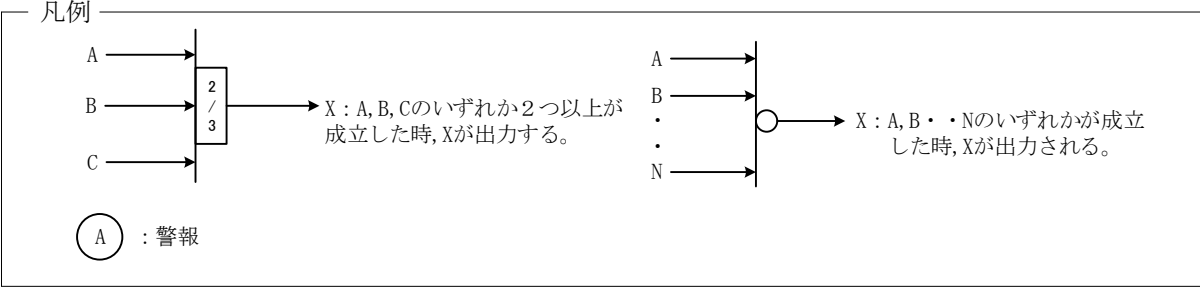 凡例
A
B
C
2
/
3
X：A,B,Cのいずれか２つ以上が
成立した時,Xが出力する。
A
B
・
・
N
X：A,B・・Nのいずれかが成立
した時,Xが出力される。
A ：警報